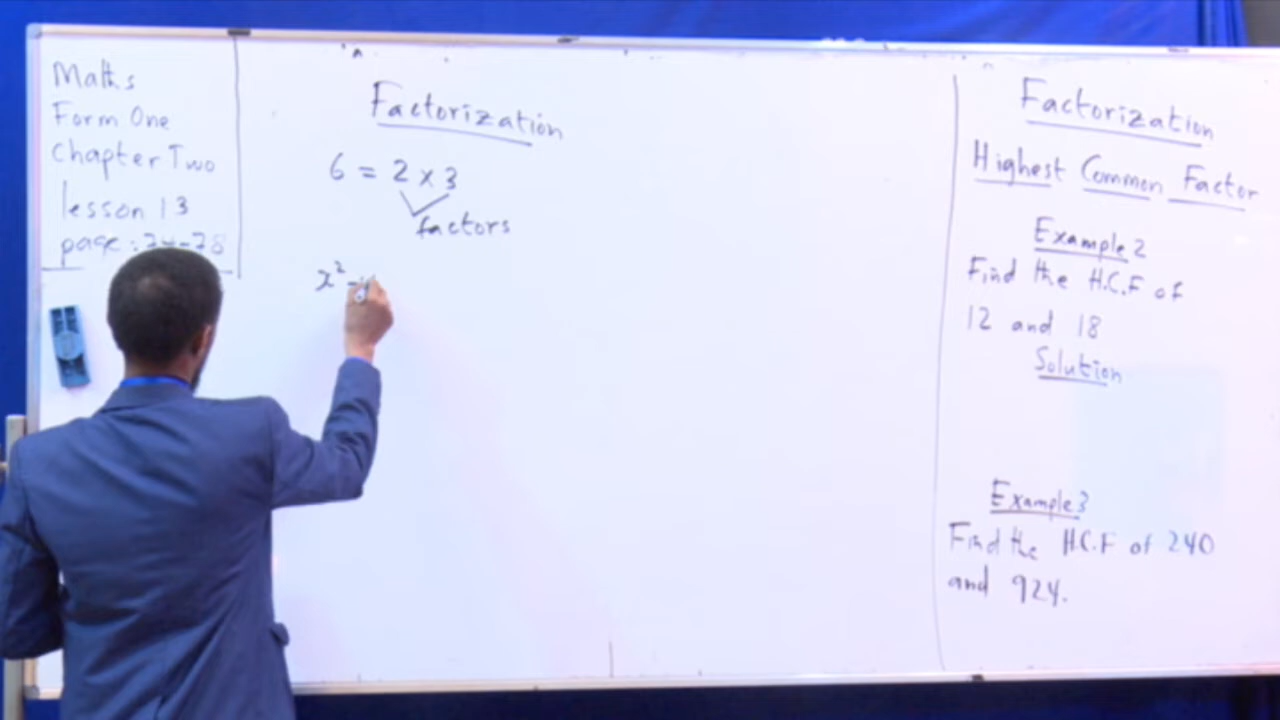 Maths
Form One
Chapter Two
lesson 13
page:
Factorization
6 = 2 x 3
factors
x² -
Factorization
Highest Common Factor
Example 2
Find the H.C.F of
12 and 18
Solution
Example 3
Find the H.C.F of 240
and 924.